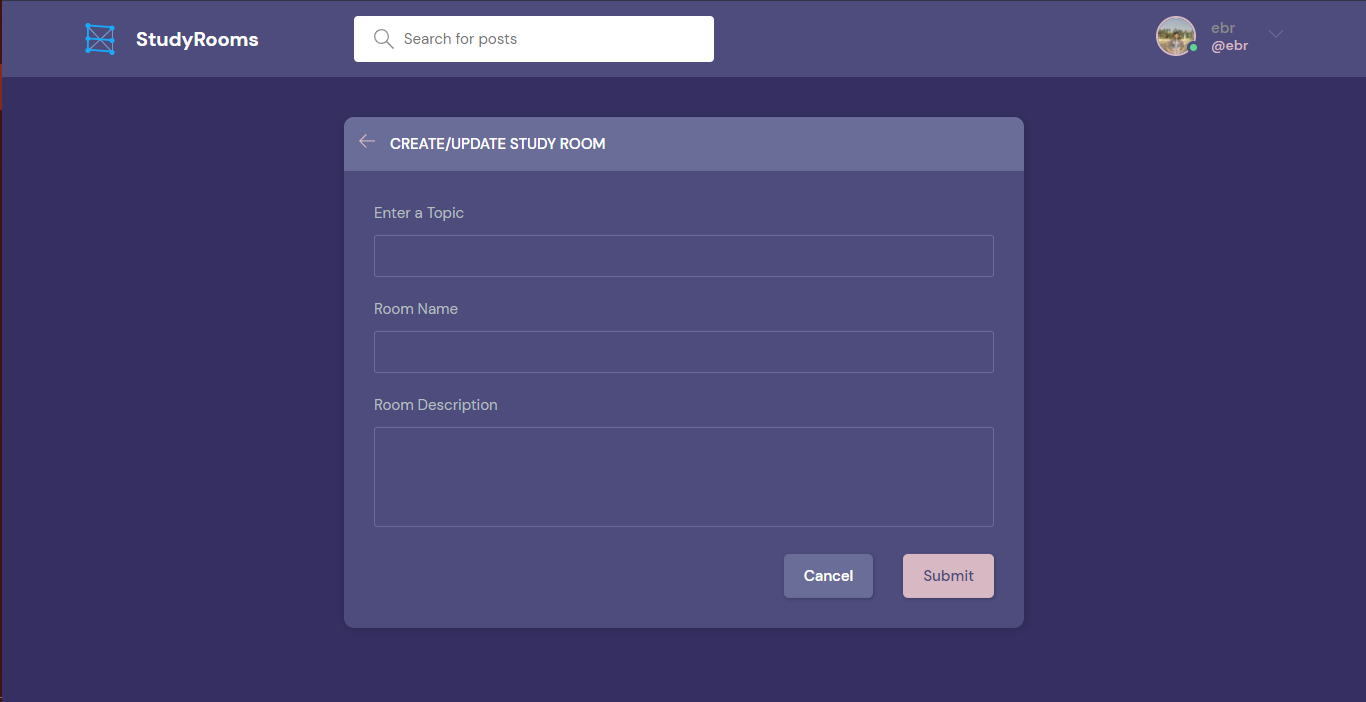 StudyRooms
Search for posts
ebr
@ebr
CREATE/UPDATE STUDY ROOM
Enter a Topic
Room Name
Room Description
Cancel
Submit